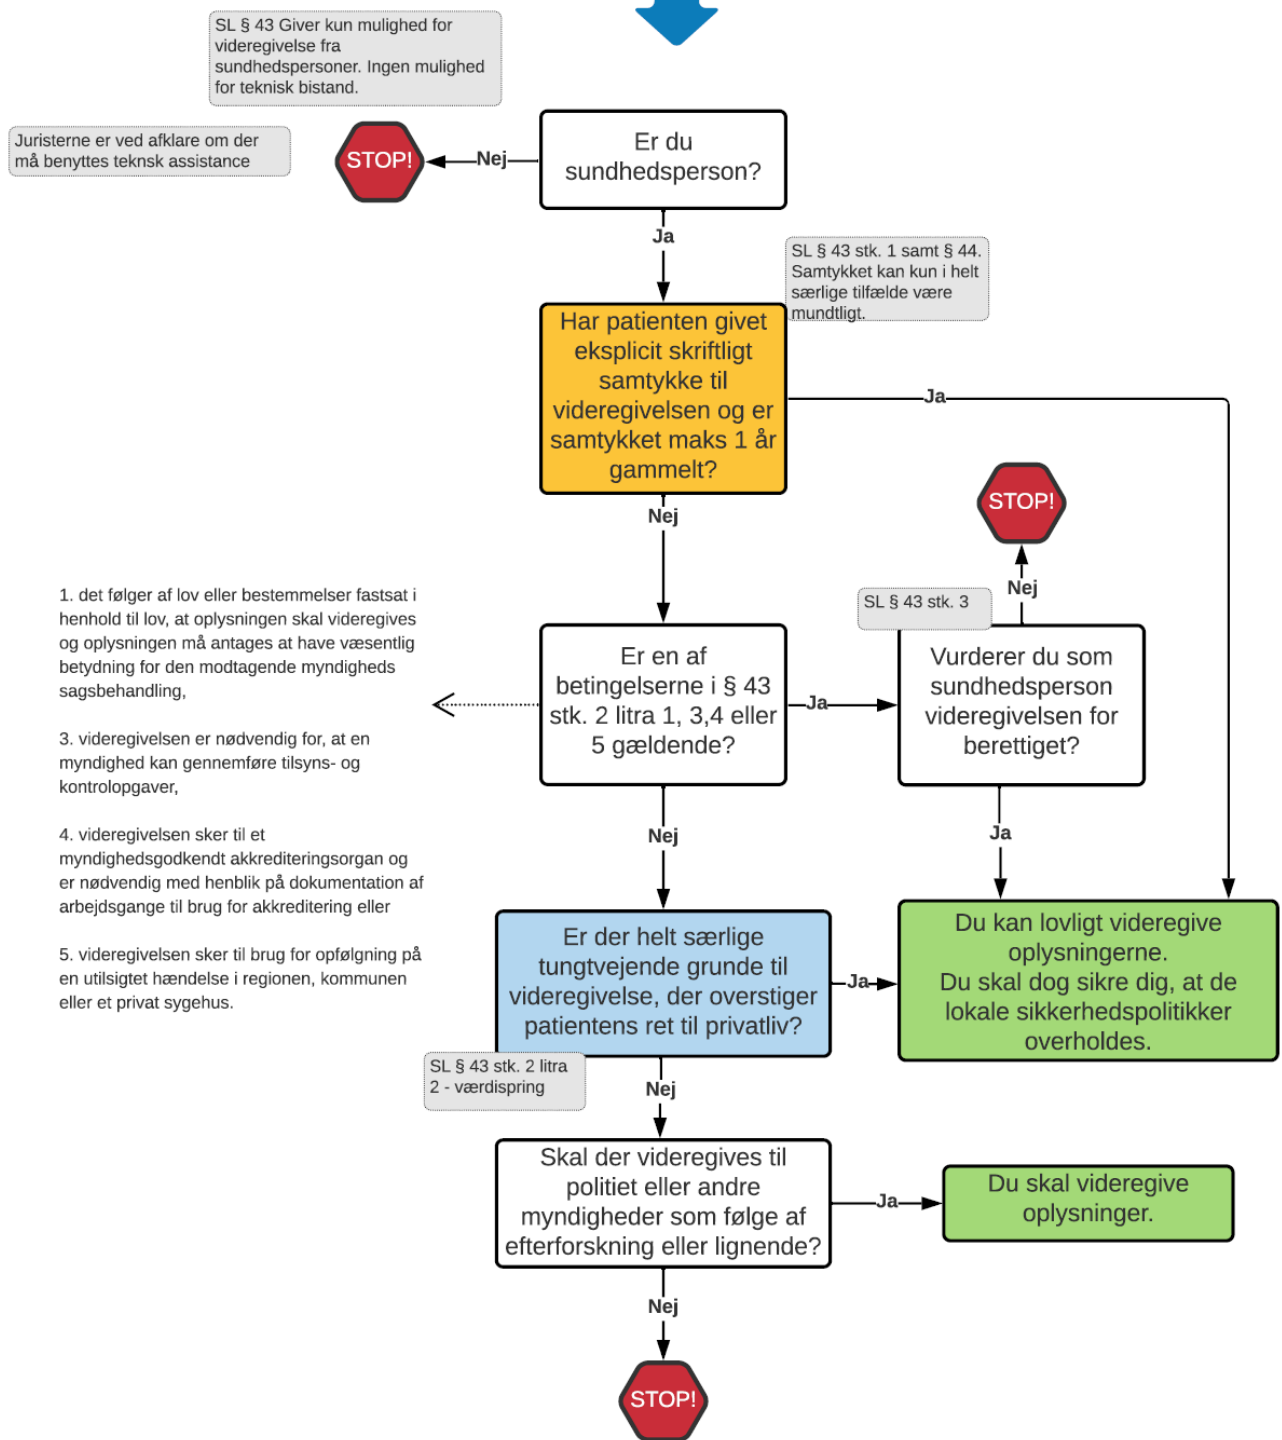 SL § 43 Giver kun mulighed for
videregivelse fra
sundhedspersoner. Ingen mulighed
for teknisk bistand.
Juristerne er ved afklare om der
må benyttes teknsk assistance
STOP!
Nej
Er du
sundhedsperson?
Ja
SL § 43 stk. 1 samt § 44.
Samtykket kan kun i helt
særlige tilfælde være
mundtligt.
Har patienten givet
eksplicit skriftligt
samtykke til
videregivelsen og er
samtykket maks 1 år
gammelt?
Ja
Nej
STOP!
Nej
SL § 43 stk. 3
1. det følger af lov eller bestemmelser fastsat i
henhold til lov, at oplysningen skal videregives
og oplysningen må antages at have væsentlig
betydning for den modtagende myndigheds
sagsbehandling,
3. videregivelsen er nødvendig for, at en
myndighed kan gennemføre tilsyns- og
kontrolopgaver,
4. videregivelsen sker til et
myndighedsgodkendt akkrediteringsorgan og
er nødvendig med henblik på dokumentation af
arbejdsgange til brug for akkreditering eller
5. videregivelsen sker til brug for opfølgning på
en utilsigtet hændelse i regionen, kommunen
eller et privat sygehus.
Er en af
betingelserne i § 43
stk. 2 litra 1, 3,4 eller
5 gældende?
Ja
Vurderer du som
sundhedsperson
videregivelsen for
berettiget?
Nej
Ja
Er der helt særlige
tungtvejende grunde til
videregivelse, der overstiger
patientens ret til privatliv?
Ja
Du kan lovligt videregive
oplysningerne.
Du skal dog sikre dig, at de
lokale sikkerhedspolitikker
overholdes.
SL § 43 stk. 2 litra
2 - værdispring
Nej
Skal der videregives til
politiet eller andre
myndigheder som følge af
efterforskning eller lignende?
Ja
Du skal videregive
oplysninger.
Nej
STOP!